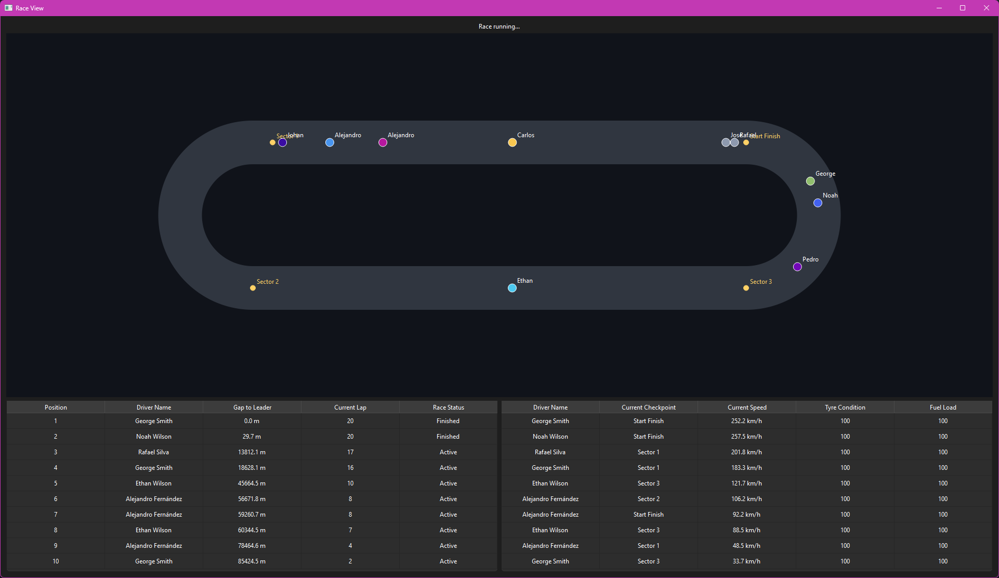 Race View
Race running...
Sector 1
Johan
Alejandro
Alejandro
Carlos
Jose
Rafael
Start Finish
George
Noah
Pedro
Sector 2
Ethan
Sector 3
Position Driver Name Gap to Leader Current Lap Race Status
1 George Smith 0.0 m 20 Finished
2 Noah Wilson 29.7 m 20 Finished
3 Rafael Silva 13812.1 m 17 Active
4 George Smith 18628.1 m 16 Active
5 Ethan Wilson 45664.5 m 10 Active
6 Alejandro Fernández 56671.8 m 8 Active
7 Alejandro Fernández 59260.7 m 8 Active
8 Ethan Wilson 60344.5 m 7 Active
9 Alejandro Fernández 78464.6 m 4 Active
10 George Smith 85424.5 m 2 Active
Driver Name Current Checkpoint Current Speed Tyre Condition Fuel Load
George Smith Start Finish 252.2 km/h 100 100
Noah Wilson Start Finish 257.5 km/h 100 100
Rafael Silva Sector 1 201.8 km/h 100 100
George Smith Sector 1 183.3 km/h 100 100
Ethan Wilson Sector 3 121.7 km/h 100 100
Alejandro Fernández Sector 2 106.2 km/h 100 100
Alejandro Fernández Start Finish 92.2 km/h 100 100
Ethan Wilson Sector 3 88.5 km/h 100 100
Alejandro Fernández Sector 1 48.5 km/h 100 100
George Smith Sector 3 33.7 km/h 100 100